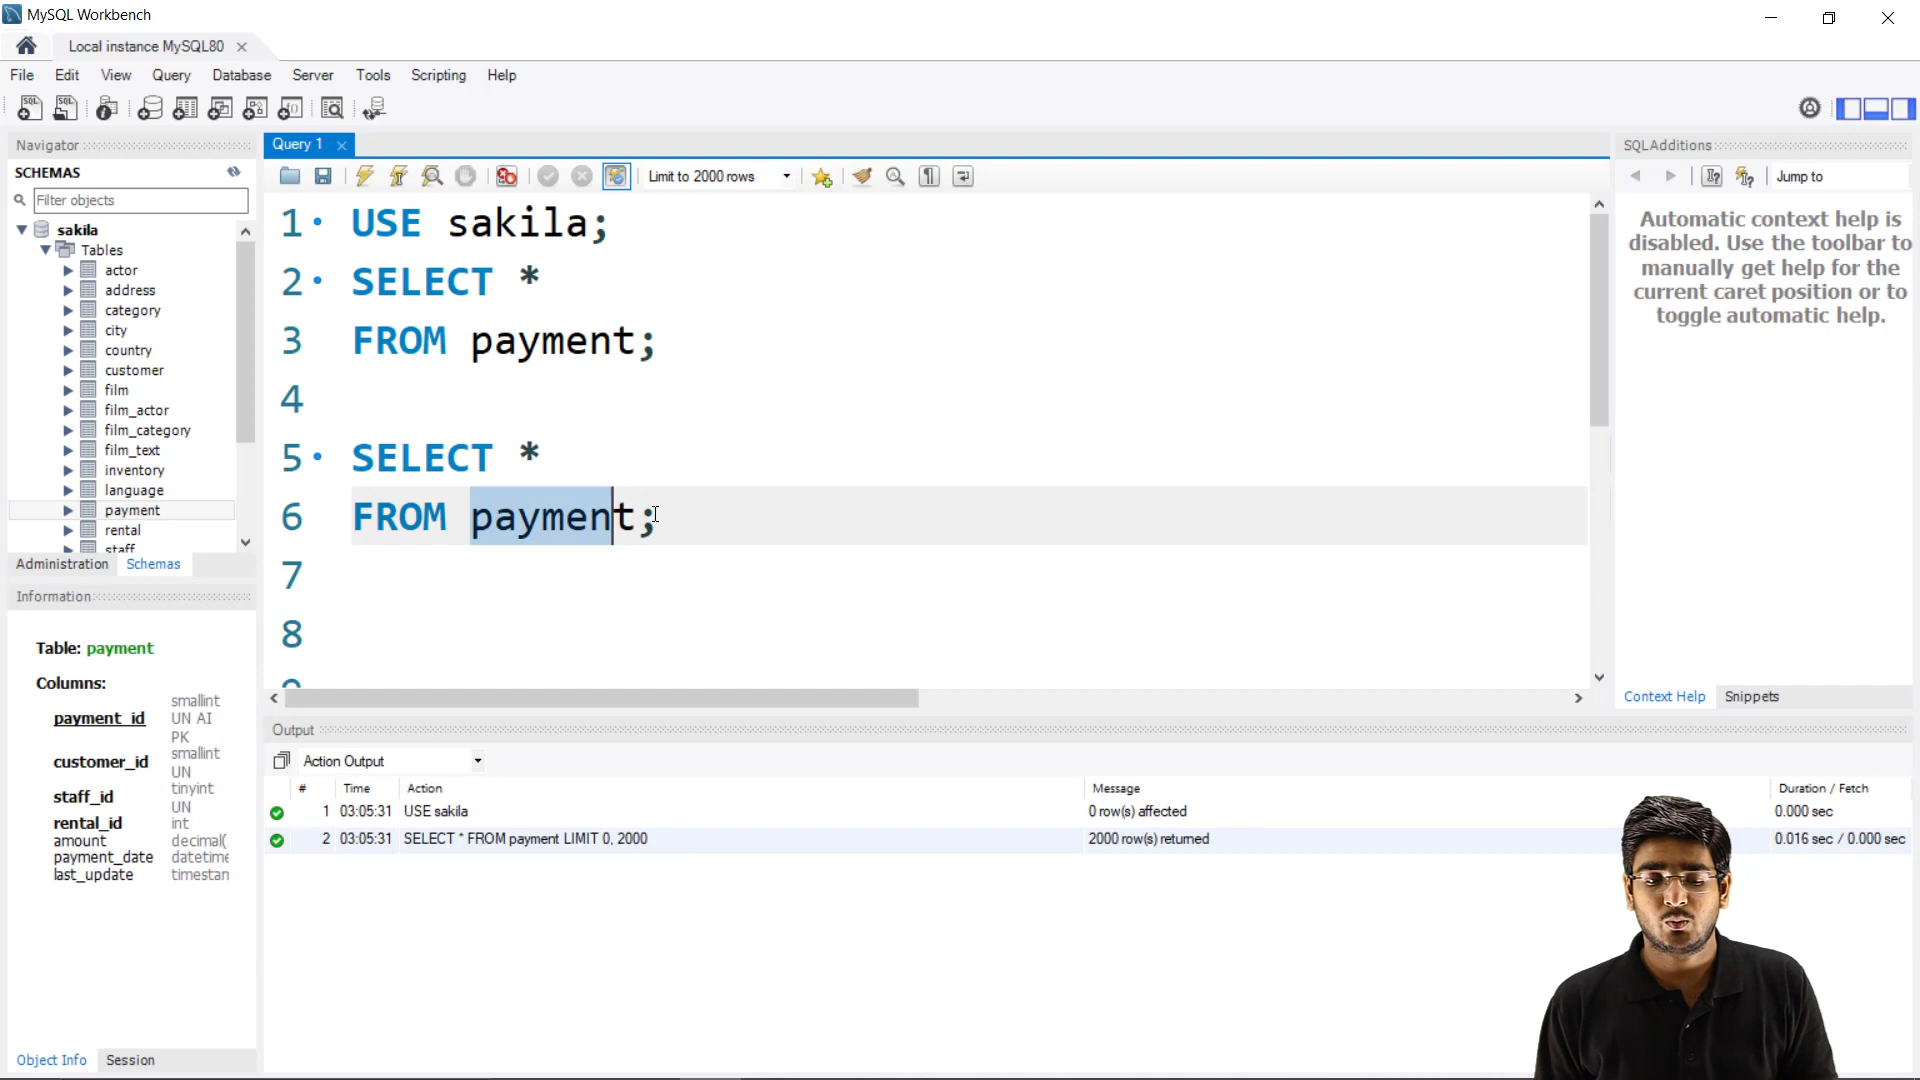 MySQL Workbench
Local instance MySQL80
File Edit View Query Database Server Tools Scripting Help
Navigator
SCHEMAS
Filter objects
sakila
Tables
actor
address
category
city
country
customer
film
film_actor
film_category
film_text
inventory
language
payment
rental
staff
Administration Schemas
Information
Table: payment
Columns:
payment_id smallint UN AI PK
customer_id smallint UN
staff_id tinyint UN
rental_id int
amount decimal(
payment_date datetime
last_update timestan
Object Info Session
Query 1
Limit to 2000 rows
1 USE sakila;
2 SELECT *
3 FROM payment;
4
5 SELECT *
6 FROM payment;
7
8
Output
Action Output
# Time Action Message Duration / Fetch
1 03:05:31 USE sakila 0 row(s) affected 0.000 sec
2 03:05:31 SELECT * FROM payment LIMIT 0, 2000 2000 row(s) returned 0.016 sec / 0.000 sec
SQLAdditions
Jump to
Automatic context help is
disabled. Use the toolbar to
manually get help for the
current caret position or to
toggle automatic help.
Context Help Snippets